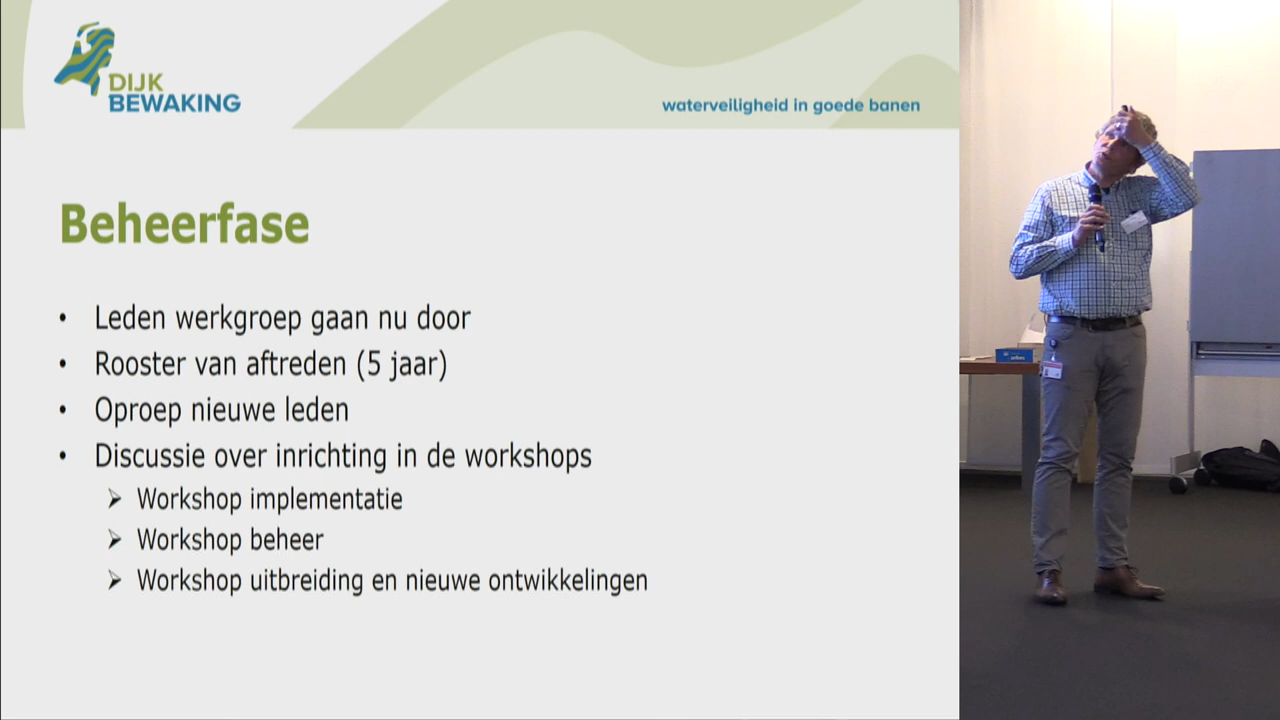 DIJK
BEWAKING
waterveiligheid in goede banen
Beheerfase
• Leden werkgroep gaan nu door
• Rooster van aftreden (5 jaar)
• Oproep nieuwe leden
• Discussie over inrichting in de workshops
➢ Workshop implementatie
➢ Workshop beheer
➢ Workshop uitbreiding en nieuwe ontwikkelingen